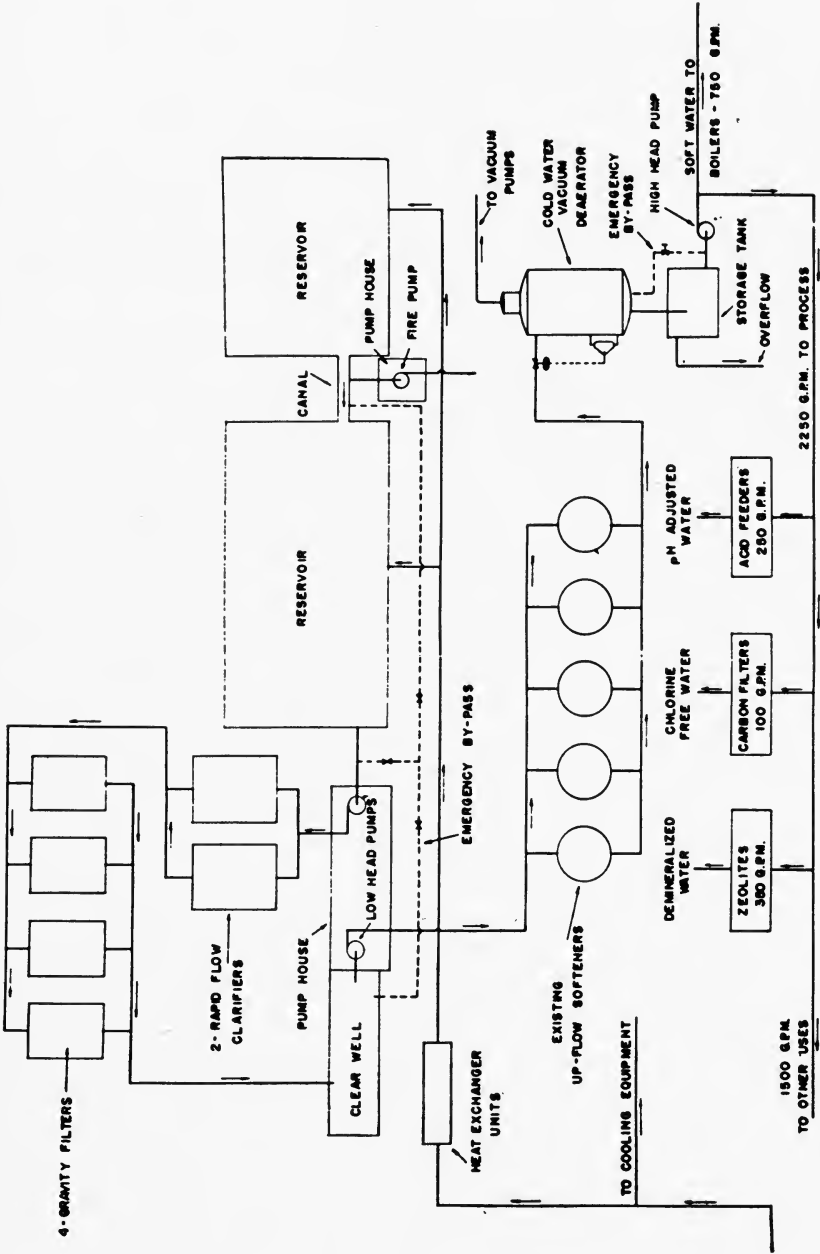 4-GRAVITY FILTERS
2-RAPID FLOW
CLARIFIERS
PUMP HOUSE
CLEAR WELL
LOW HEAD PUMPS
RESERVOIR
CANAL
RESERVOIR
PUMP HOUSE
FIRE PUMP
EMERGENCY BY-PASS
HEAT EXCHANGER
UNITS
TO COOLING EQUIPMENT
EXISTING
UP-FLOW SOFTENERS
TO VACUUM
PUMPS
COLD WATER
VACUUM
DEAERATOR
EMERGENCY
BY-PASS
HIGH HEAD PUMP
STORAGE TANK
OVERFLOW
SOFT WATER TO
BOILERS - 750 G.P.M.
DEMINERALIZED
WATER
CHLORINE
FREE WATER
pH ADJUSTED
WATER
ZEOLITES
380 G.P.M.
CARBON FILTERS
100 G.P.M.
ACID FEEDERS
250 G.P.M.
1500 G.P.M.
TO OTHER USES
2250 G.P.M. TO PROCESS